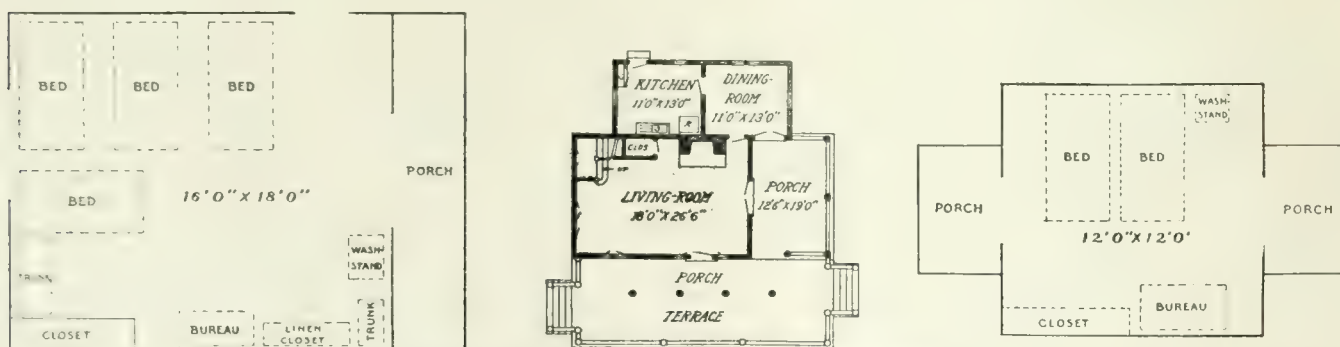 BED
BED
BED
BED
16'0" X 18'0"
PORCH
WASH-
STAND
TRUNK
CLOSET
BUREAU
LINEN
CLOSET
KITCHEN
11'0"X13'0"
DINING-
ROOM
11'0"X13'0"
R
CLOS
UP
LIVING-ROOM
18'0"X26'6"
PORCH
12'6"X19'0"
PORCH
TERRACE
WASH-
STAND
BED
BED
PORCH
12'0"X12'0"
PORCH
CLOSET
BUREAU